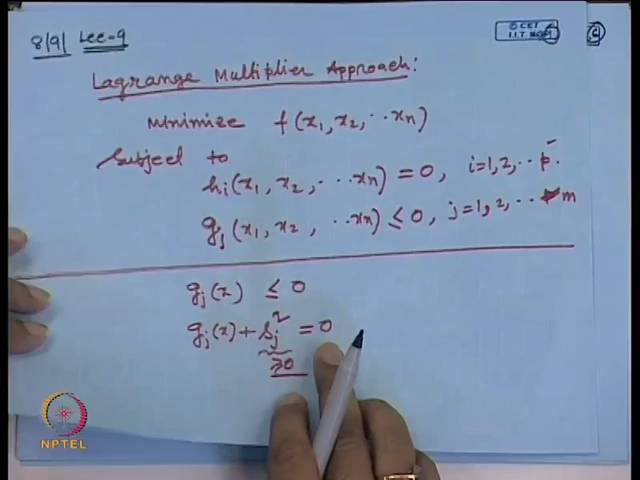 8/9/ Lec-9
© CET
I.I.T. KGP
Lagrange Multiplier Approach:
Minimize f(x₁, x₂, ··xₙ)
Subject to
hᵢ(x₁, x₂, ···xₙ) = 0, i=1, 2, ·· p.
gⱼ(x₁, x₂, ··xₙ) ≤ 0, j=1, 2, ·· m
gⱼ(x) ≤ 0
gⱼ(x) + sⱼ² = 0
≥0
NPTEL